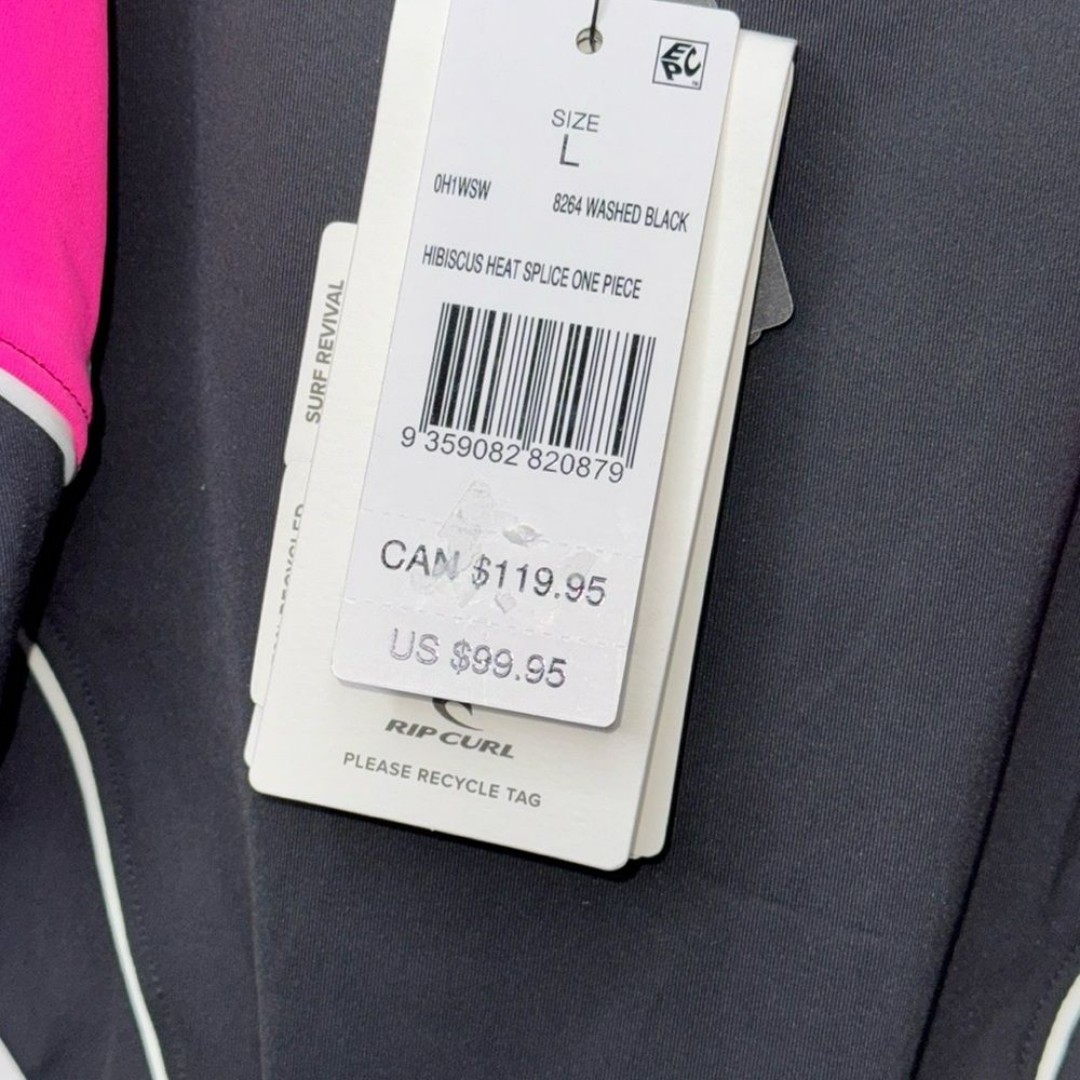 EPC
SIZE
L
0H1WSW
8264 WASHED BLACK
HIBISCUS HEAT SPLICE ONE PIECE
9 359082 820879
CAN $119.95
US $99.95
SURF REVIVAL
RIP CURL
PLEASE RECYCLE TAG